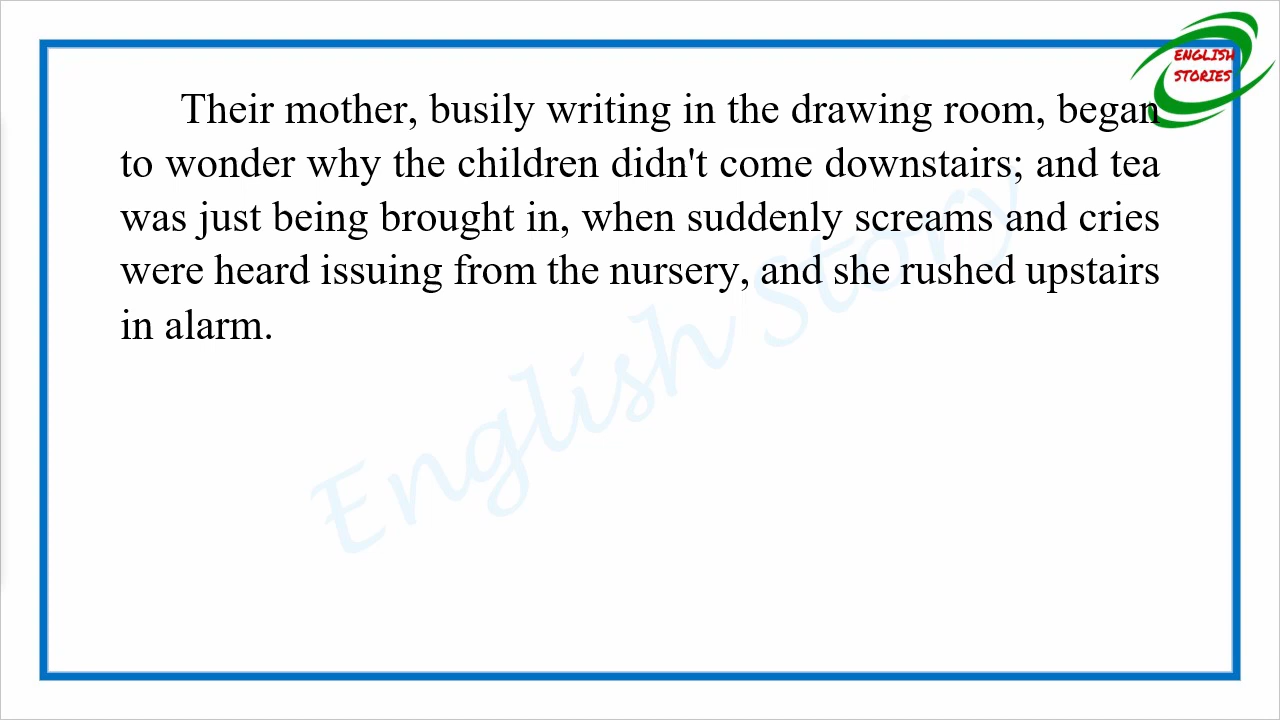 ENGLISH
STORIES
Their mother, busily writing in the drawing room, began
to wonder why the children didn't come downstairs; and tea
was just being brought in, when suddenly screams and cries
were heard issuing from the nursery, and she rushed upstairs
in alarm.
English Story